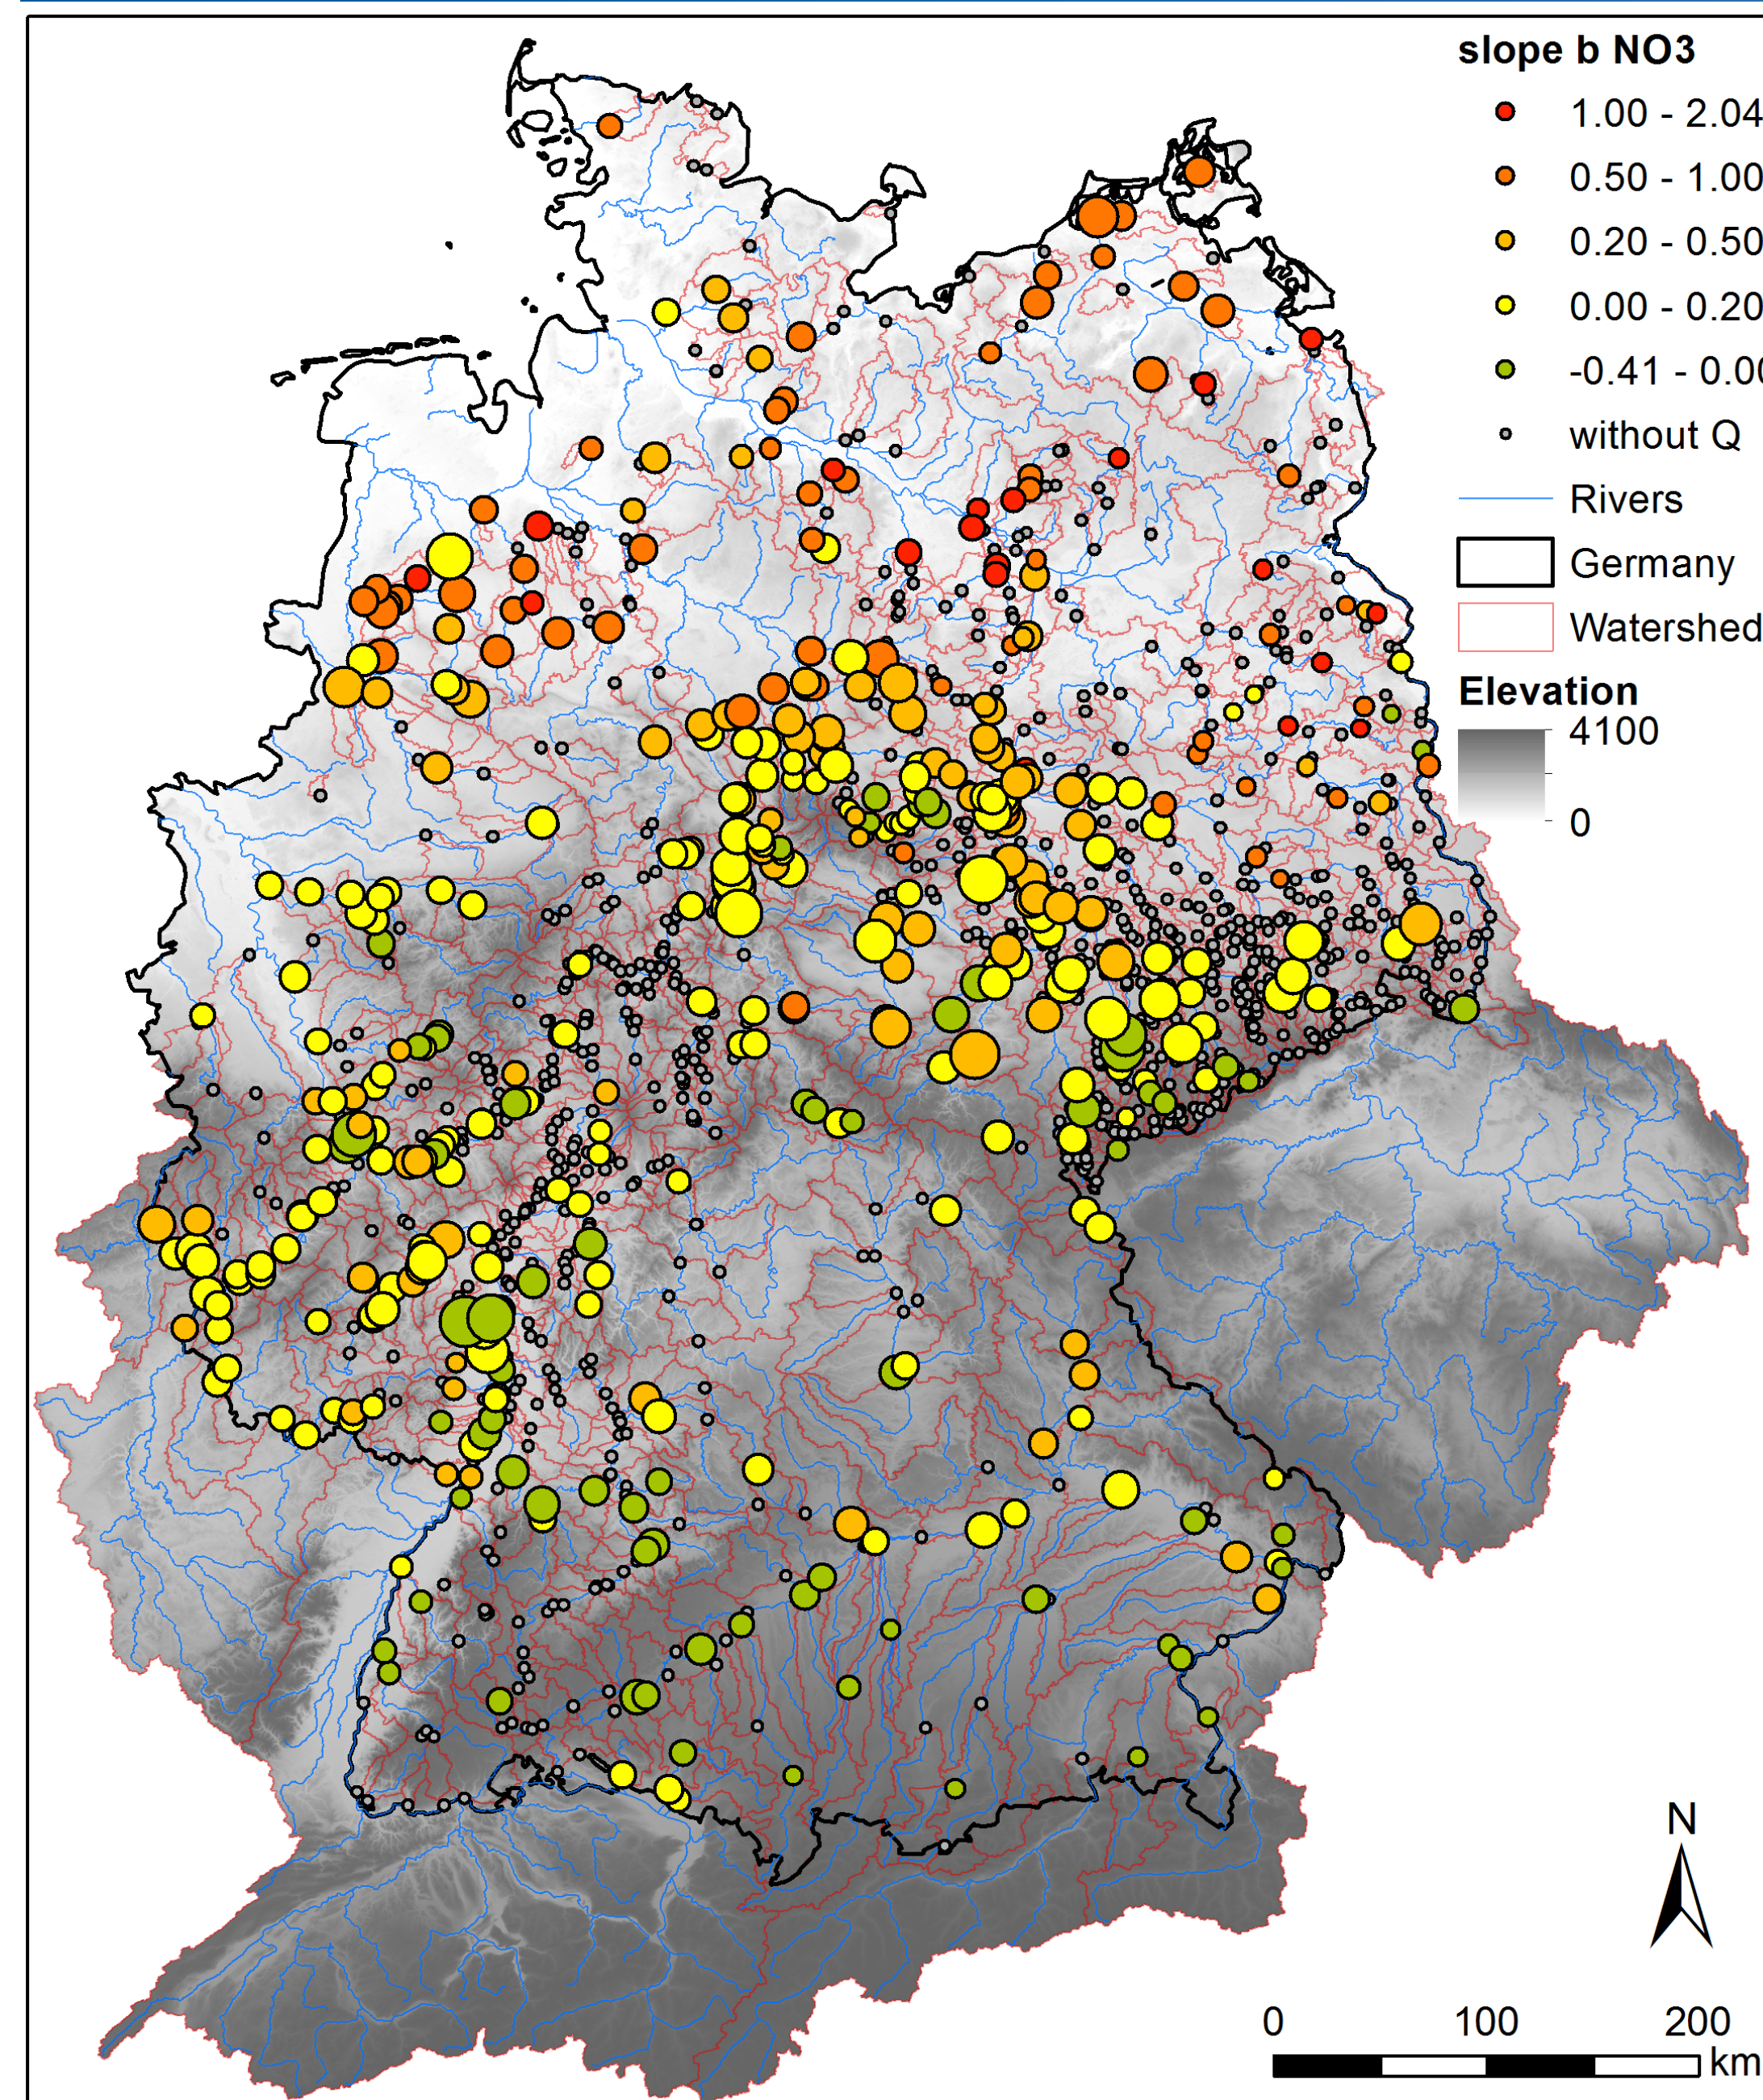 slope b NO3
1.00 - 2.04
0.50 - 1.00
0.20 - 0.50
0.00 - 0.20
-0.41 - 0.00
without Q
Rivers
Germany
Watershed
Elevation
4100
0
N
0 100 200
km